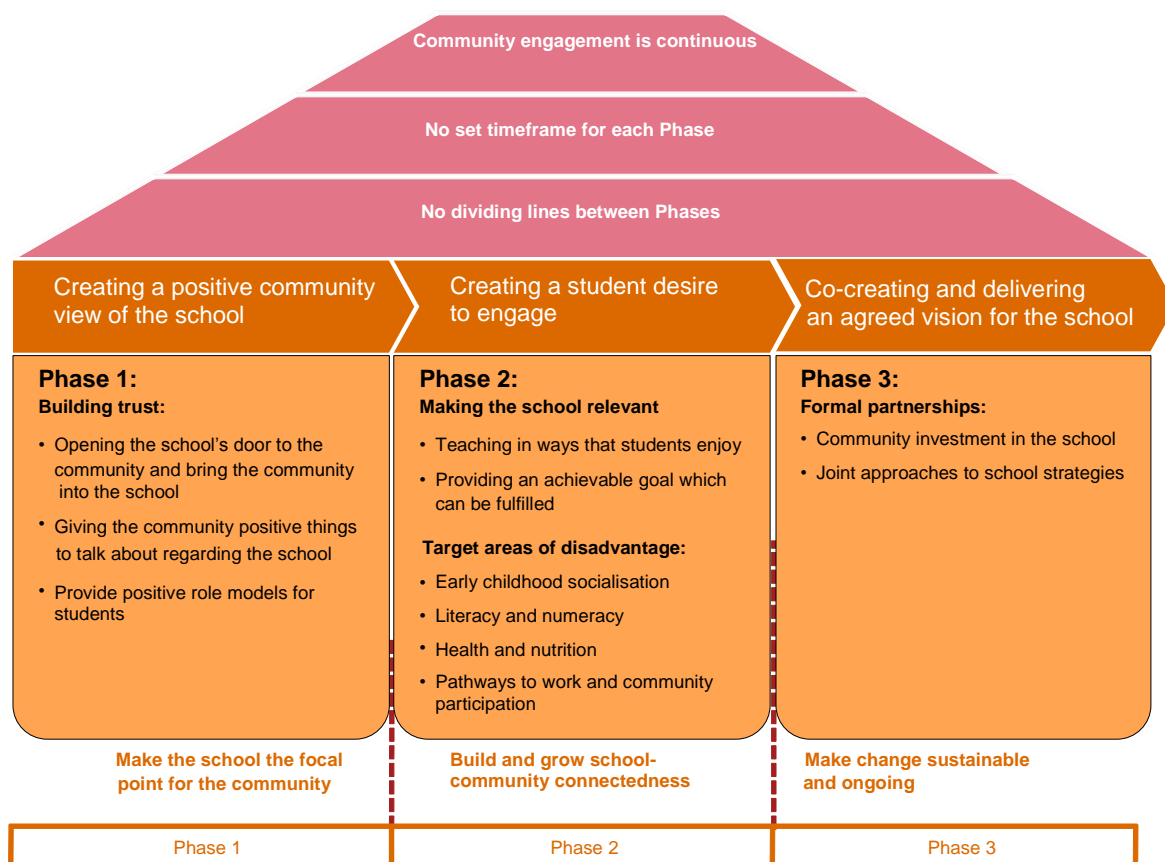 Community engagement is continuous
No set timeframe for each Phase
No dividing lines between Phases
Creating a positive community
view of the school
Creating a student desire
to engage
Co-creating and delivering
an agreed vision for the school
Phase 1:
Building trust:
• Opening the school's door to the
community and bring the community
into the school
• Giving the community positive things
to talk about regarding the school
• Provide positive role models for
students
Phase 2:
Making the school relevant
• Teaching in ways that students enjoy
• Providing an achievable goal which
can be fulfilled
Target areas of disadvantage:
• Early childhood socialisation
• Literacy and numeracy
• Health and nutrition
• Pathways to work and community
participation
Phase 3:
Formal partnerships:
• Community investment in the school
• Joint approaches to school strategies
Make the school the focal
point for the community
Build and grow school-
community connectedness
Make change sustainable
and ongoing
Phase 1
Phase 2
Phase 3